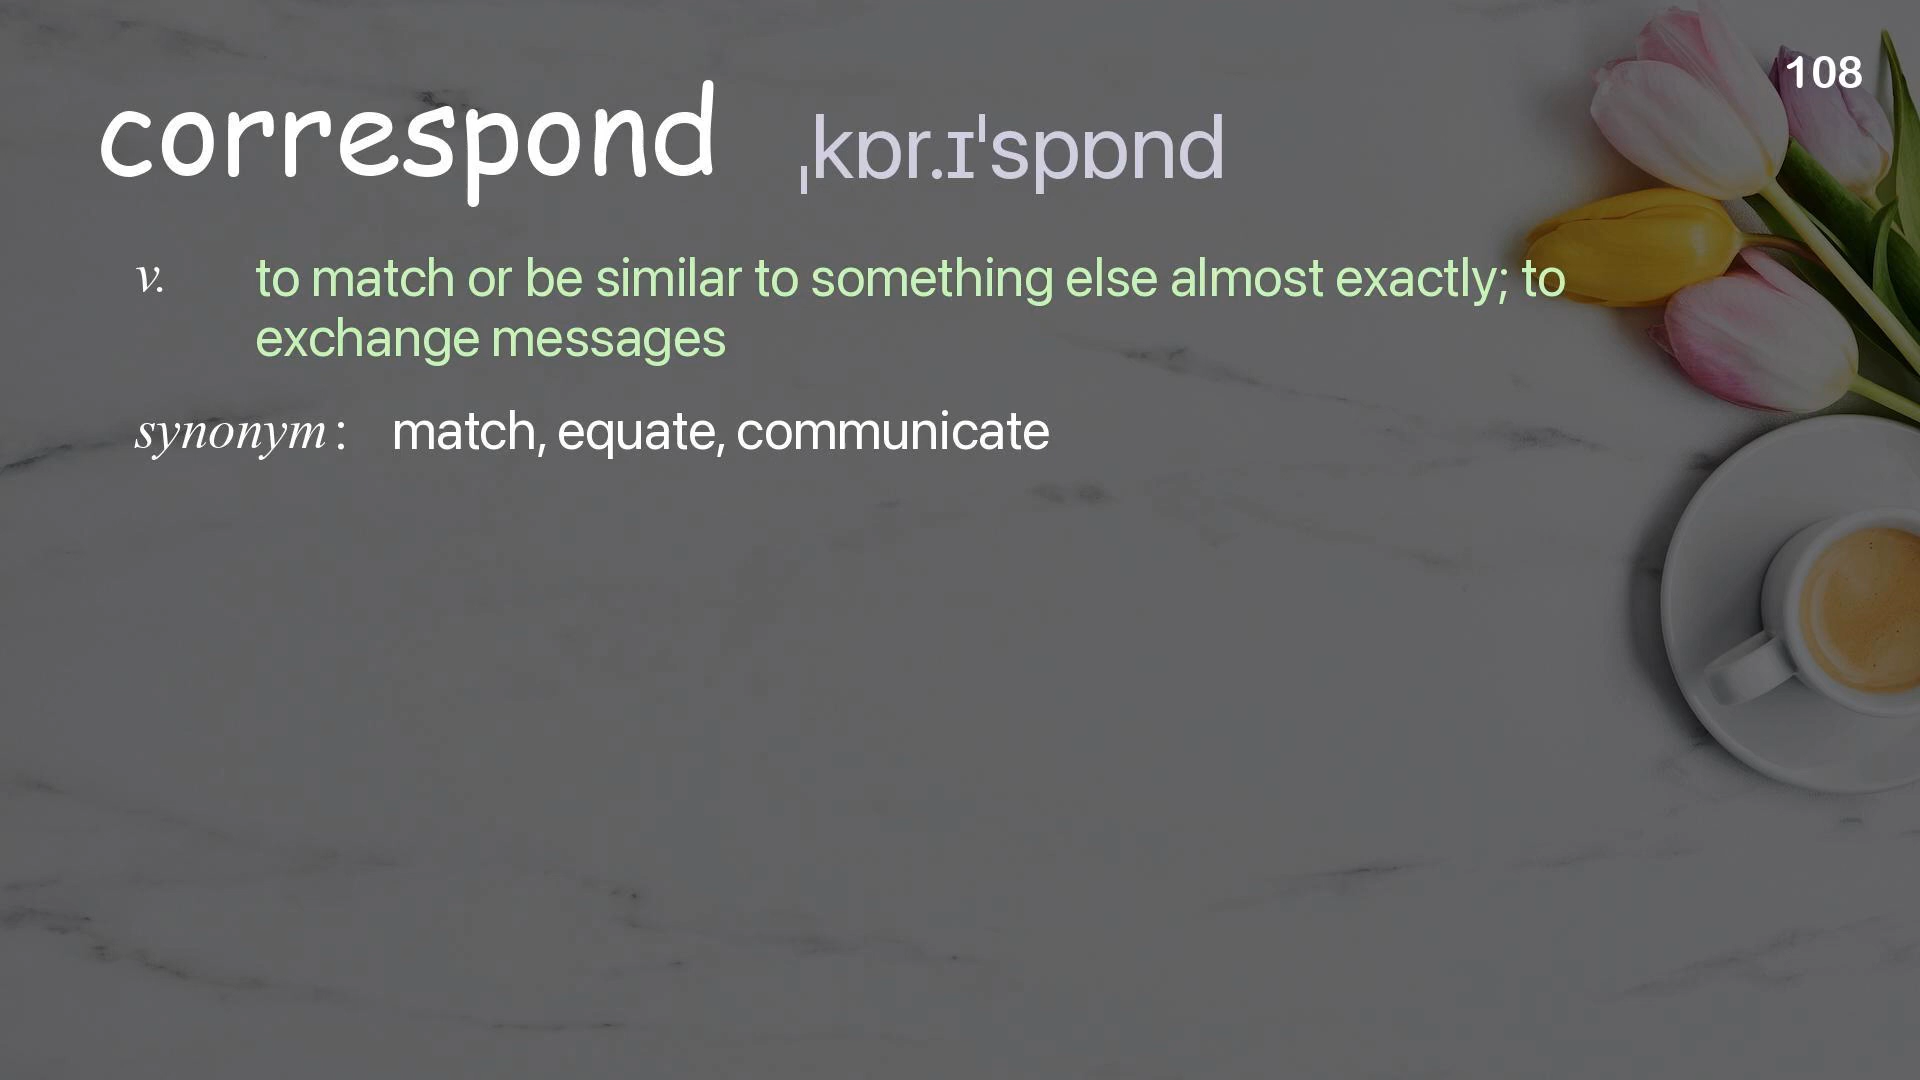 108
correspond ˌkɒr.ɪˈspɒnd
v. to match or be similar to something else almost exactly; to
exchange messages
synonym: match, equate, communicate